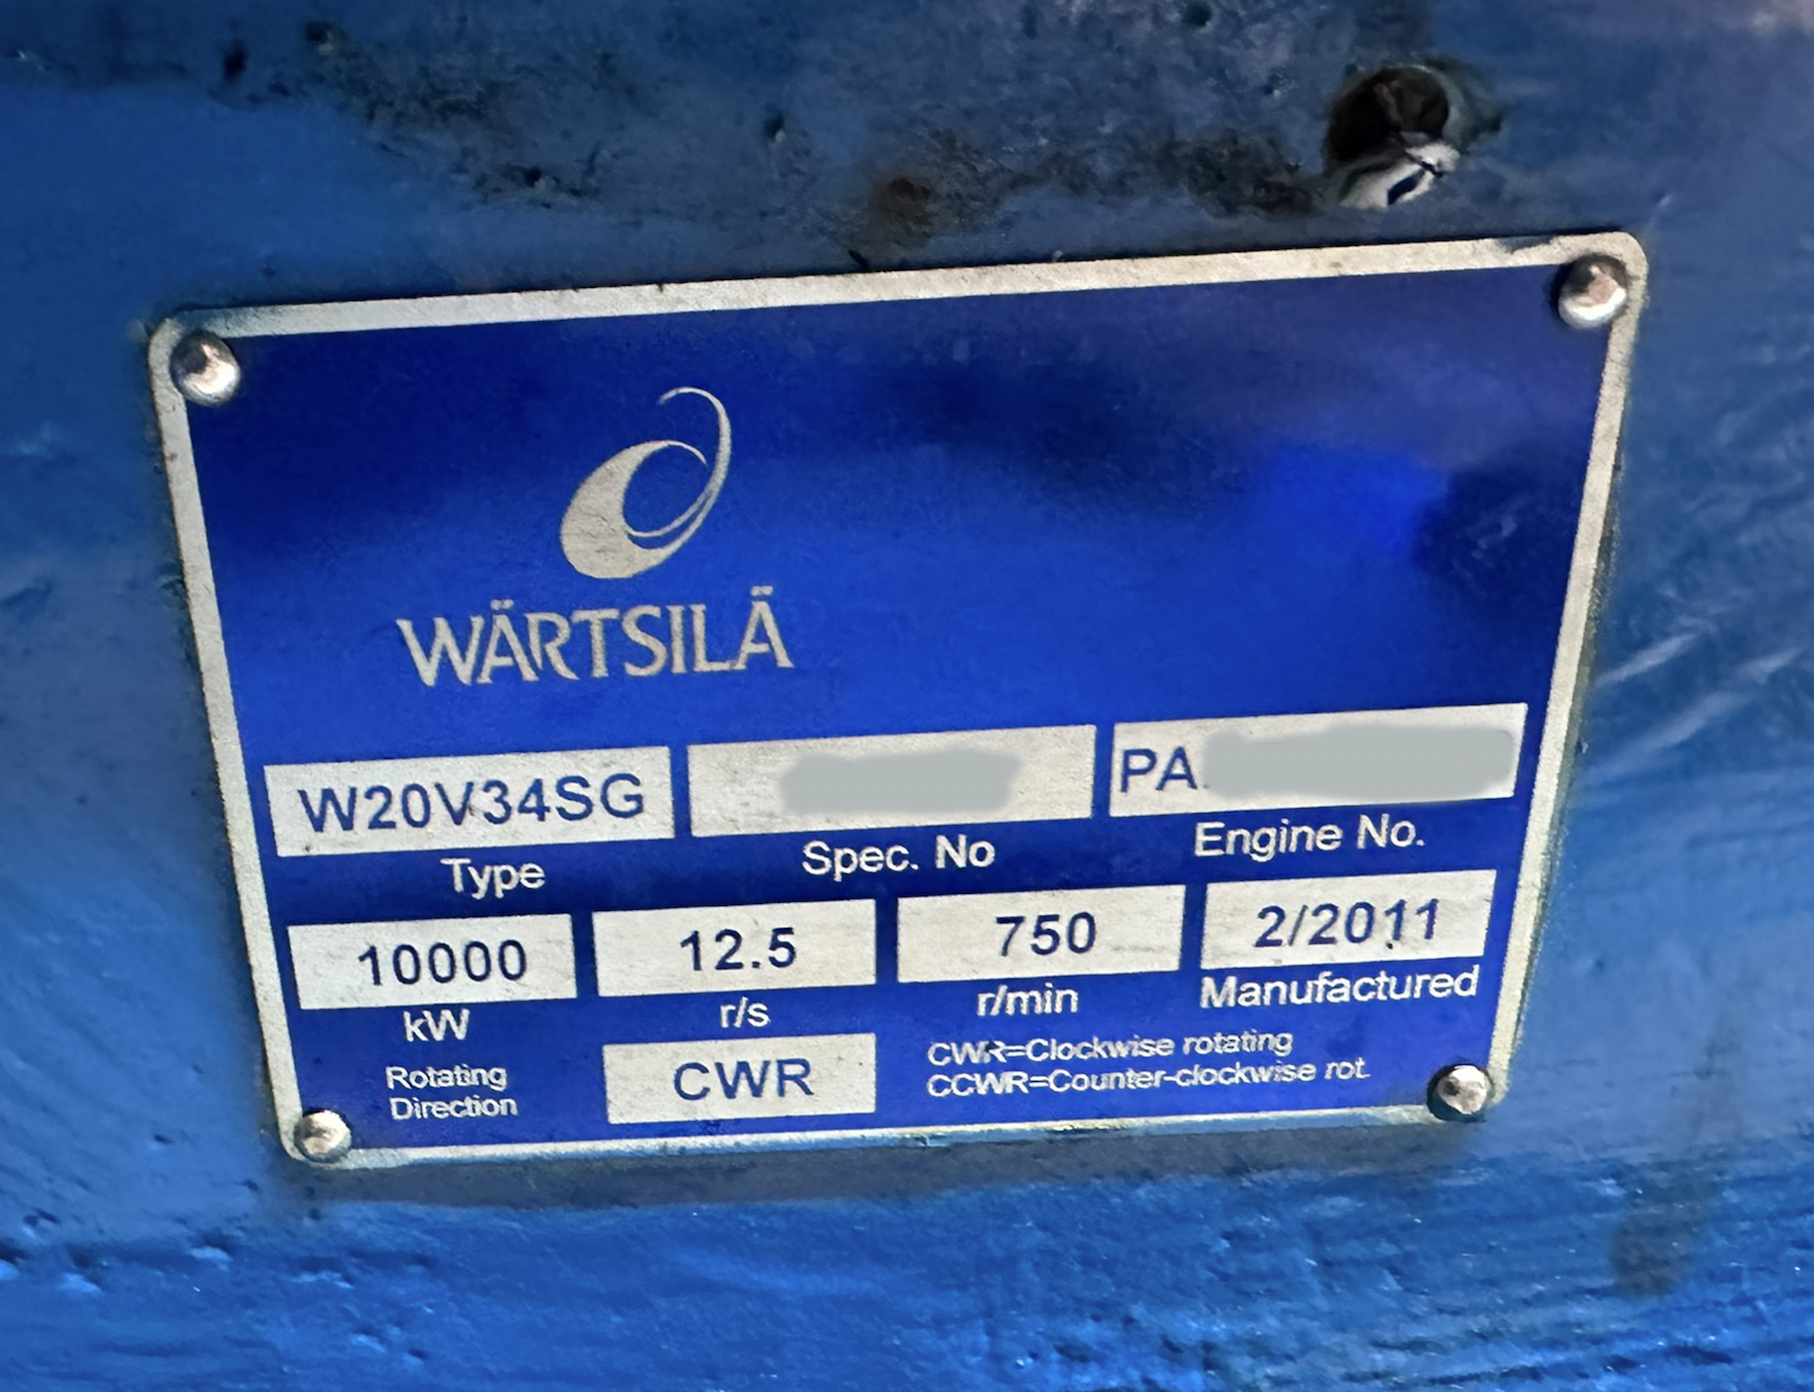 WÄRTSILÄ
W20V34SG PA
Type Spec. No Engine No.
10000 12.5 750 2/2011
kW r/s r/min Manufactured
Rotating
Direction
CWR
CWR=Clockwise rotating
CCWR=Counter-clockwise rot.